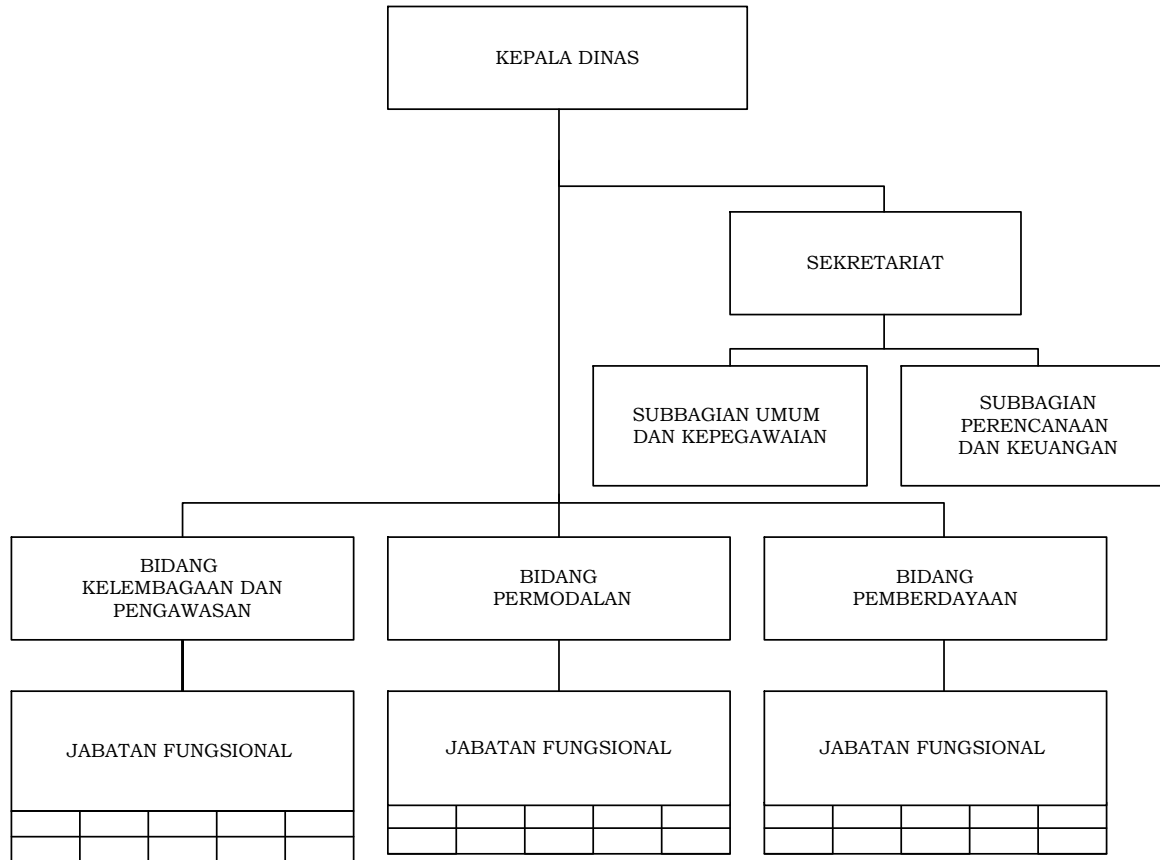 KEPALA DINAS
SEKRETARIAT
SUBBAGIAN UMUM
DAN KEPEGAWAIAN
SUBBAGIAN
PERENCANAAN
DAN KEUANGAN
BIDANG
KELEMBAGAAN DAN
PENGAWASAN
BIDANG
PERMODALAN
BIDANG
PEMBERDAYAAN
JABATAN FUNGSIONAL
JABATAN FUNGSIONAL
JABATAN FUNGSIONAL